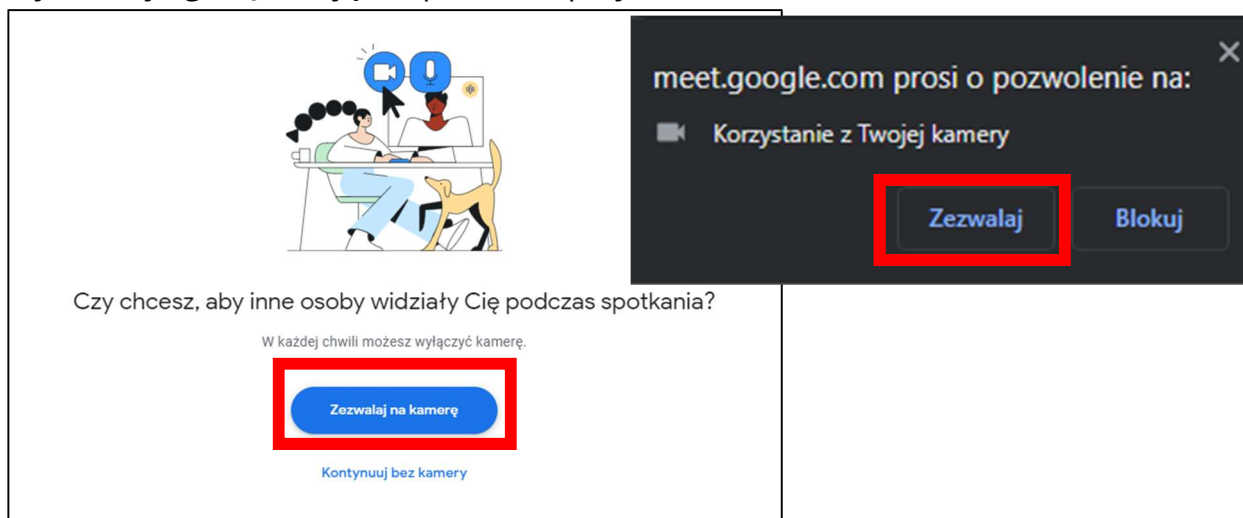 Czy chcesz, aby inne osoby widziały Cię podczas spotkania?
W każdej chwili możesz wyłączyć kamerę.
Zezwalaj na kamerę
Kontynuuj bez kamery
meet.google.com prosi o pozwolenie na:
Korzystanie z Twojej kamery
Zezwalaj
Blokuj